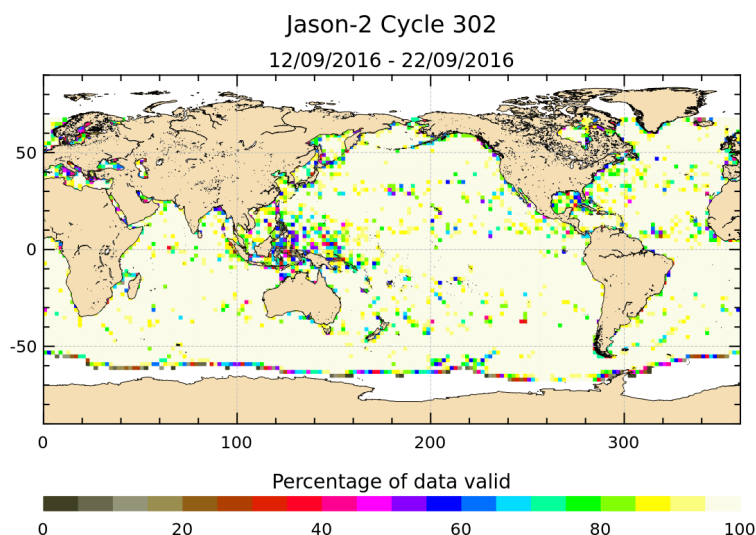 Jason-2 Cycle 302
12/09/2016 - 22/09/2016
50
0
-50
0 100 200 300
Percentage of data valid
0 20 40 60 80 100